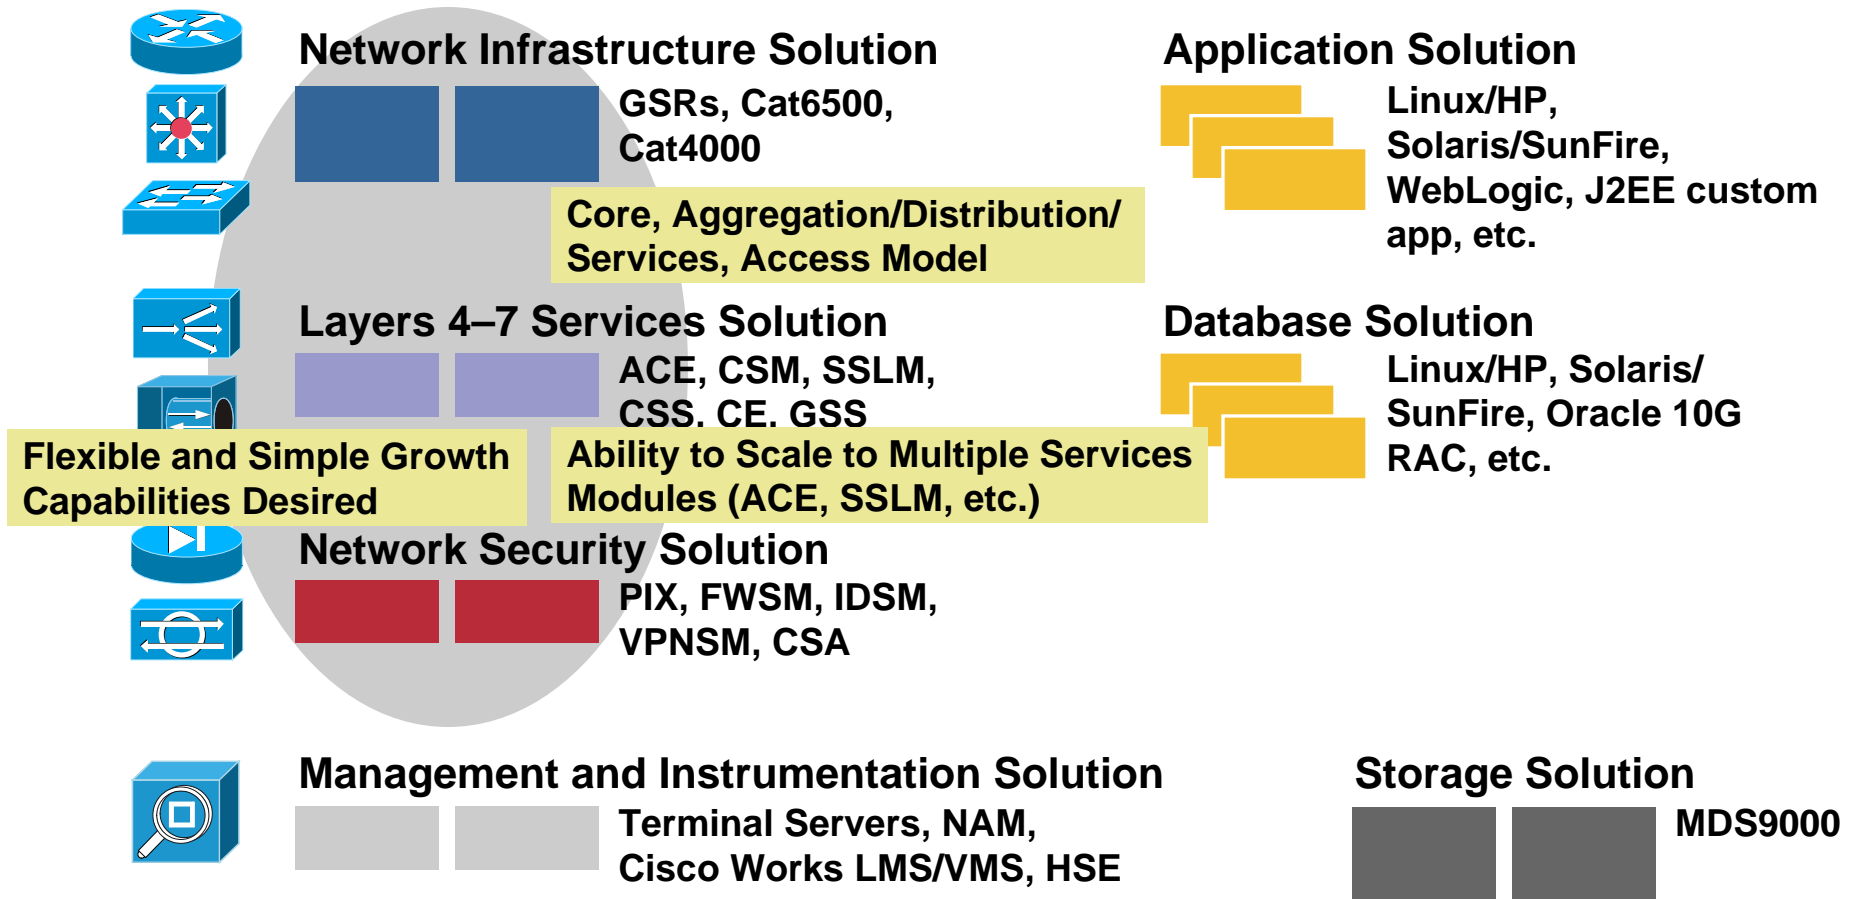 Network Infrastructure Solution
GSRs, Cat6500,
Cat4000
Core, Aggregation/Distribution/
Services, Access Model
Layers 4–7 Services Solution
ACE, CSM, SSLM,
CSS, CE, GSS
Flexible and Simple Growth
Capabilities Desired
Ability to Scale to Multiple Services
Modules (ACE, SSLM, etc.)
Network Security Solution
PIX, FWSM, IDSM,
VPNSM, CSA
Management and Instrumentation Solution
Terminal Servers, NAM,
Cisco Works LMS/VMS, HSE
Application Solution
Linux/HP,
Solaris/SunFire,
WebLogic, J2EE custom
app, etc.
Database Solution
Linux/HP, Solaris/
SunFire, Oracle 10G
RAC, etc.
Storage Solution
MDS9000